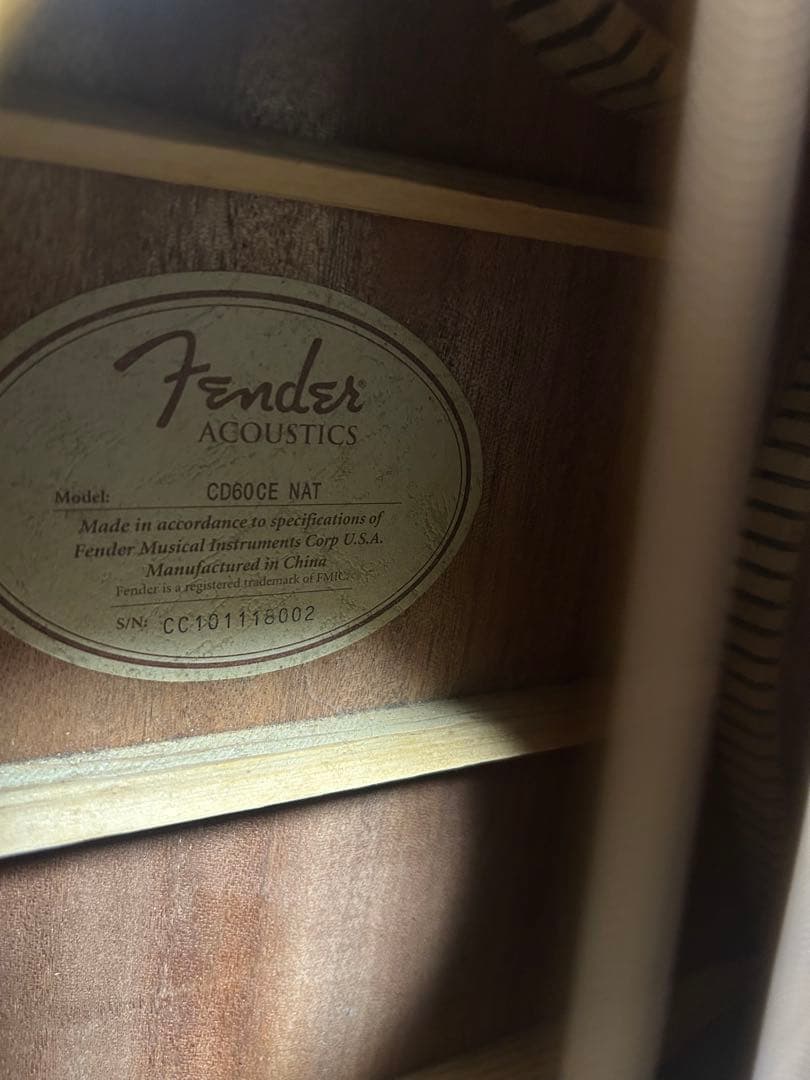 Fender®
ACOUSTICS
Model: CD60CE NAT
Made in accordance to specifications of
Fender Musical Instruments Corp U.S.A.
Manufactured in China
Fender is a registered trademark of FMIC.
S/N: CC101118002